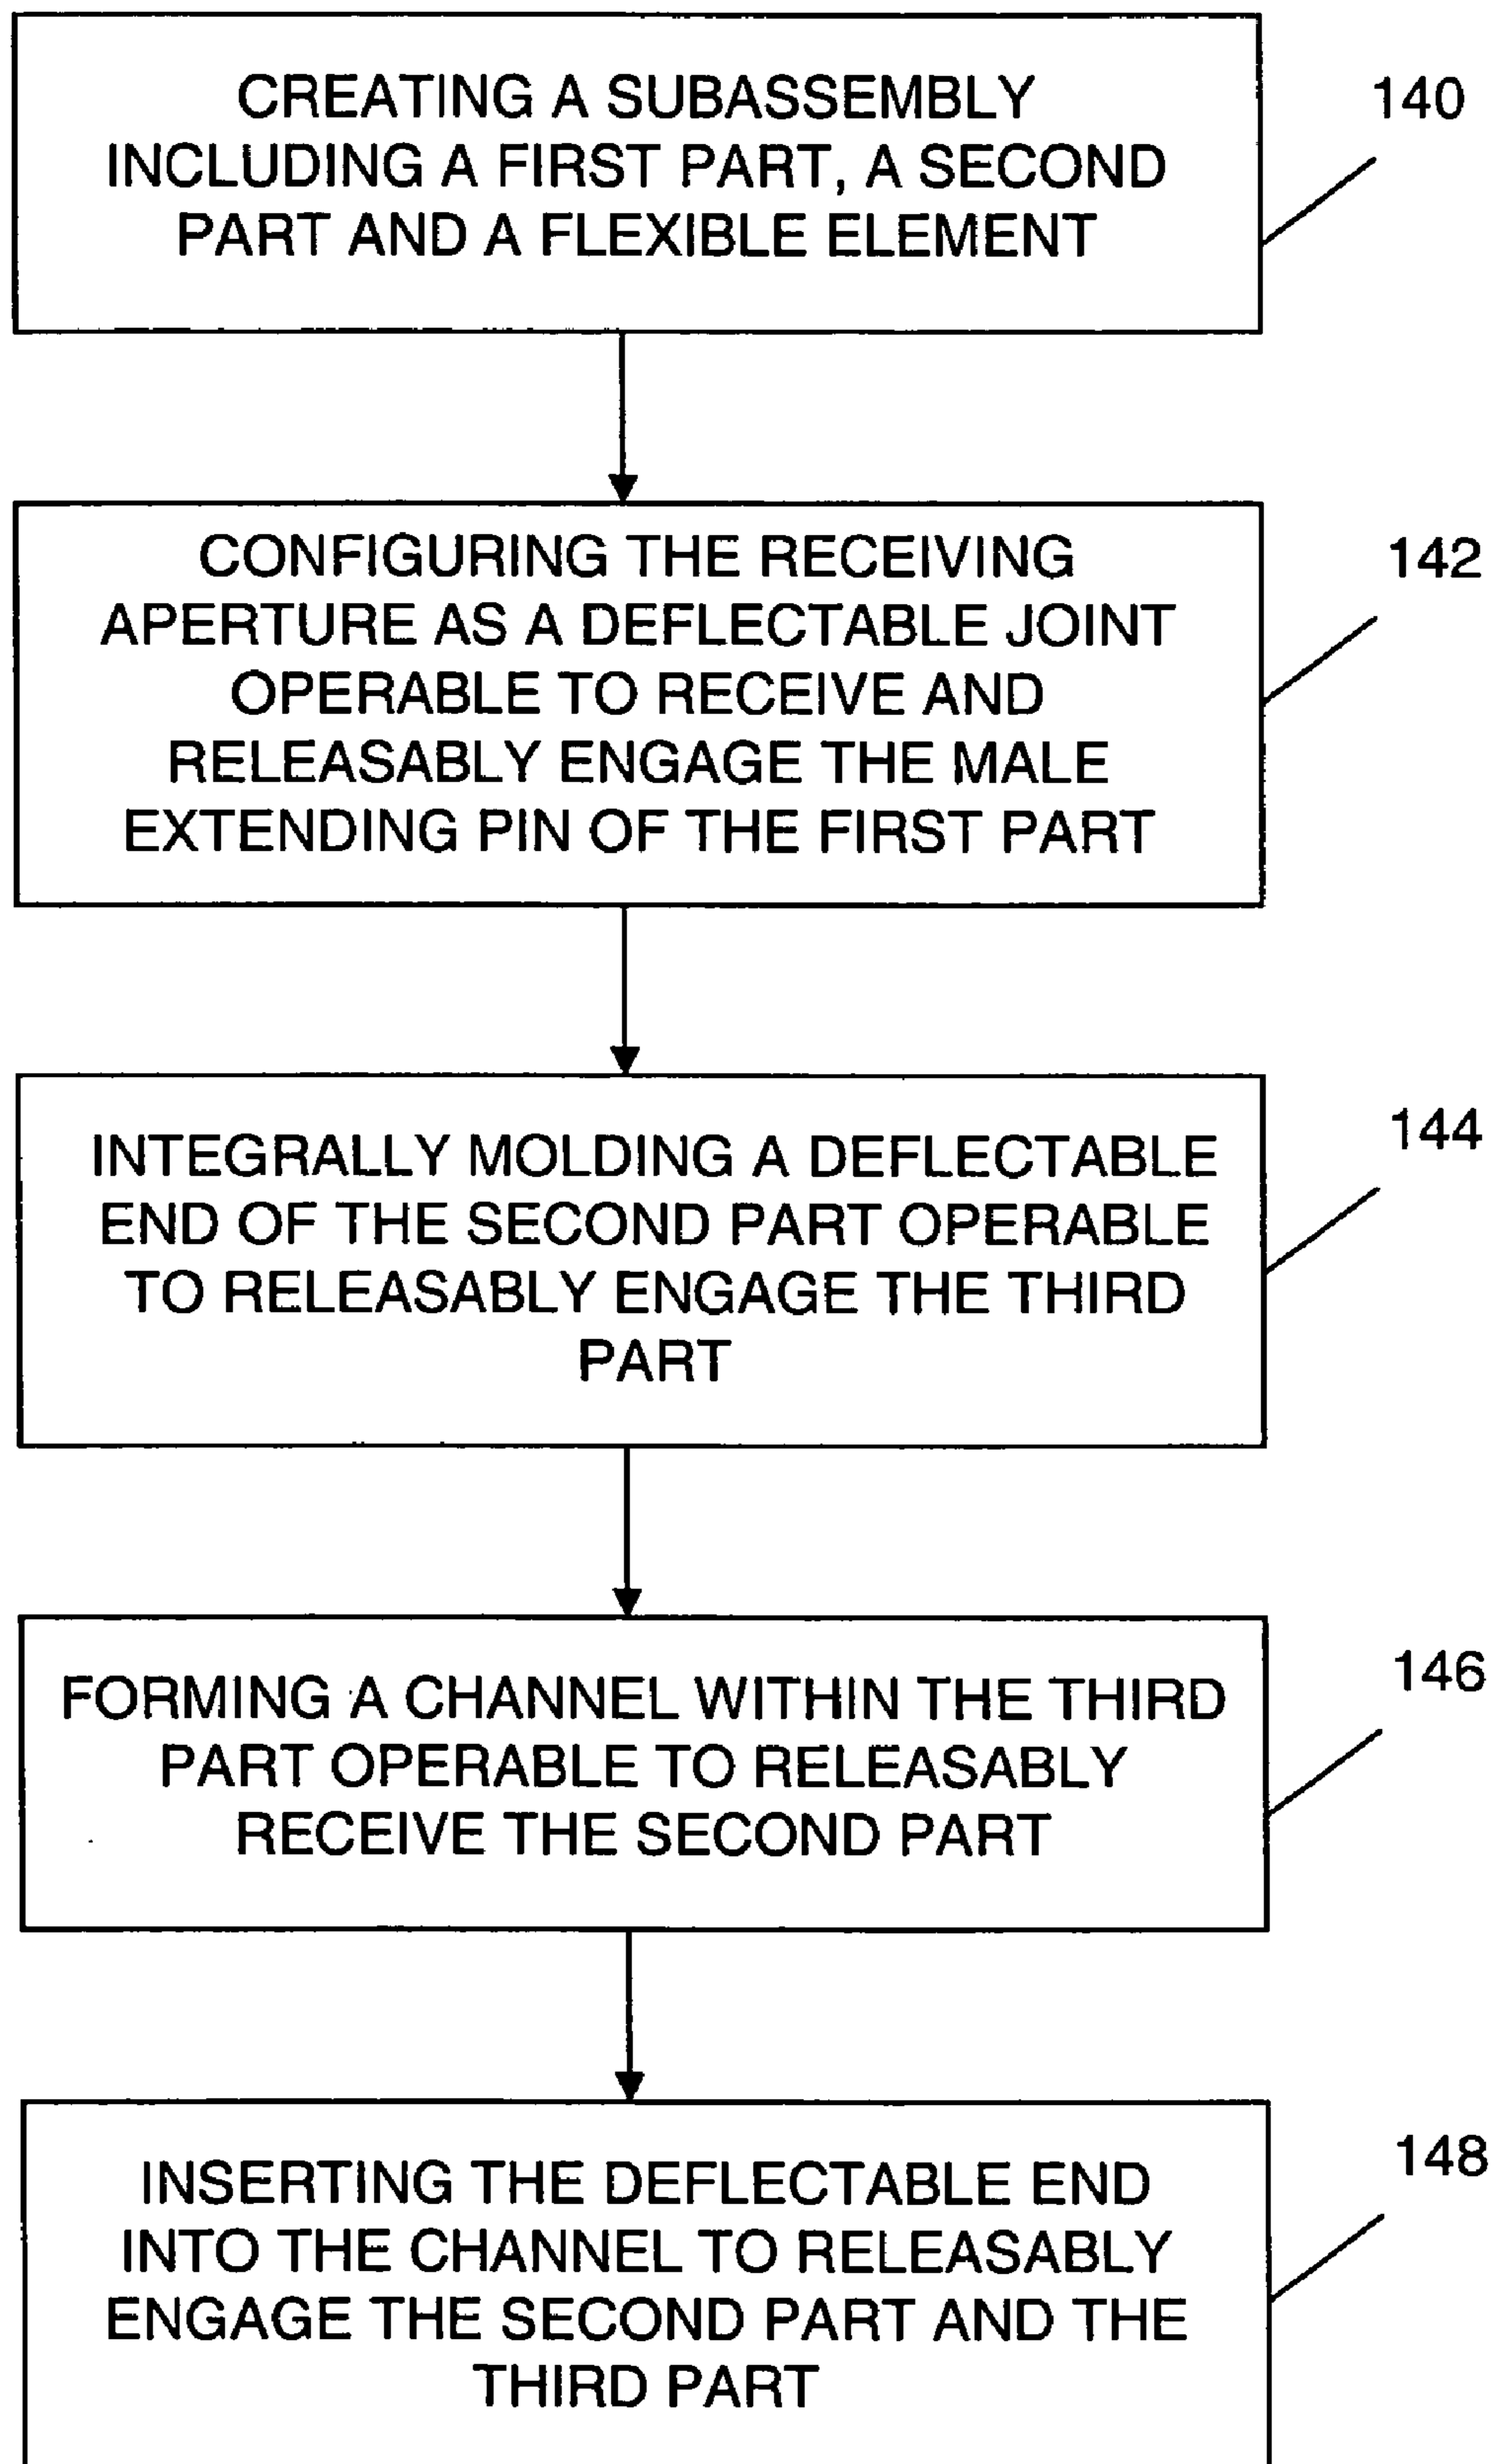 CREATING A SUBASSEMBLY
INCLUDING A FIRST PART, A SECOND
PART AND A FLEXIBLE ELEMENT
140
CONFIGURING THE RECEIVING
APERTURE AS A DEFLECTABLE JOINT
OPERABLE TO RECEIVE AND
RELEASABLY ENGAGE THE MALE
EXTENDING PIN OF THE FIRST PART
142
INTEGRALLY MOLDING A DEFLECTABLE
END OF THE SECOND PART OPERABLE
TO RELEASABLY ENGAGE THE THIRD
PART
144
FORMING A CHANNEL WITHIN THE THIRD
PART OPERABLE TO RELEASABLY
RECEIVE THE SECOND PART
146
INSERTING THE DEFLECTABLE END
INTO THE CHANNEL TO RELEASABLY
ENGAGE THE SECOND PART AND THE
THIRD PART
148